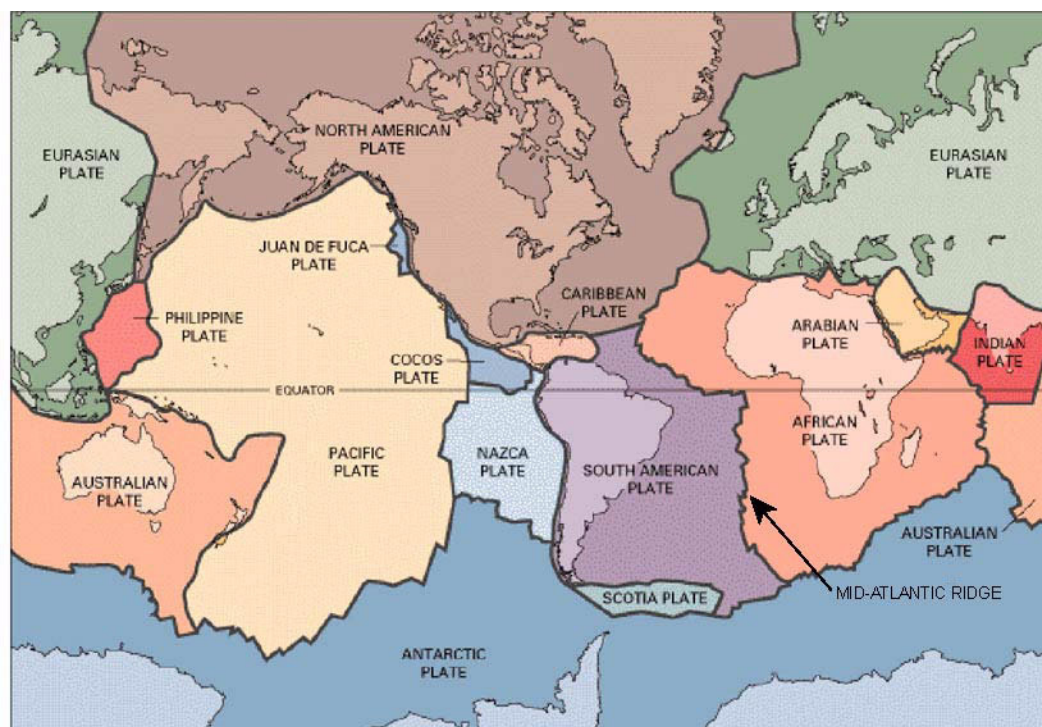 NORTH AMERICAN
PLATE
EURASIAN
PLATE
EURASIAN
PLATE
JUAN DE FUCA
PLATE
CARIBBEAN
PLATE
PHILIPPINE
PLATE
ARABIAN
PLATE
INDIAN
PLATE
COCOS
PLATE
EQUATOR
AFRICAN
PLATE
AUSTRALIAN
PLATE
PACIFIC
PLATE
NAZCA
PLATE
SOUTH AMERICAN
PLATE
AUSTRALIAN
PLATE
MID-ATLANTIC RIDGE
SCOTIA PLATE
ANTARCTIC
PLATE